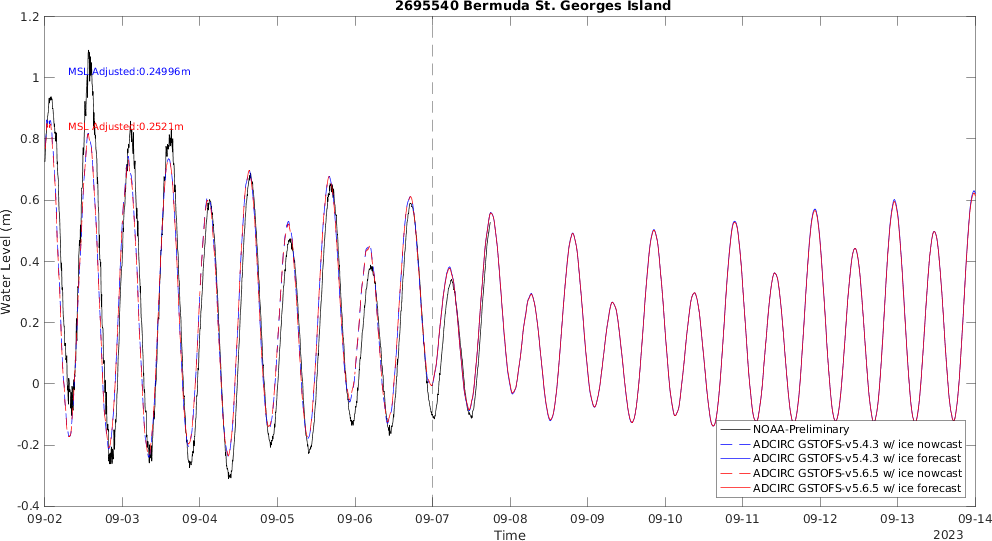 2695540 Bermuda St. Georges Island
1.2
1
0.8
0.6
0.4
0.2
0
-0.2
-0.4
Water Level (m)
MSL Adjusted:0.24996m
MSL Adjusted:0.2521m
NOAA-Preliminary
ADCIRC GSTOFS-v5.4.3 w/ ice nowcast
ADCIRC GSTOFS-v5.4.3 w/ ice forecast
ADCIRC GSTOFS-v5.6.5 w/ ice nowcast
ADCIRC GSTOFS-v5.6.5 w/ ice forecast
09-02 09-03 09-04 09-05 09-06 09-07 09-08 09-09 09-10 09-11 09-12 09-13 09-14
Time
2023